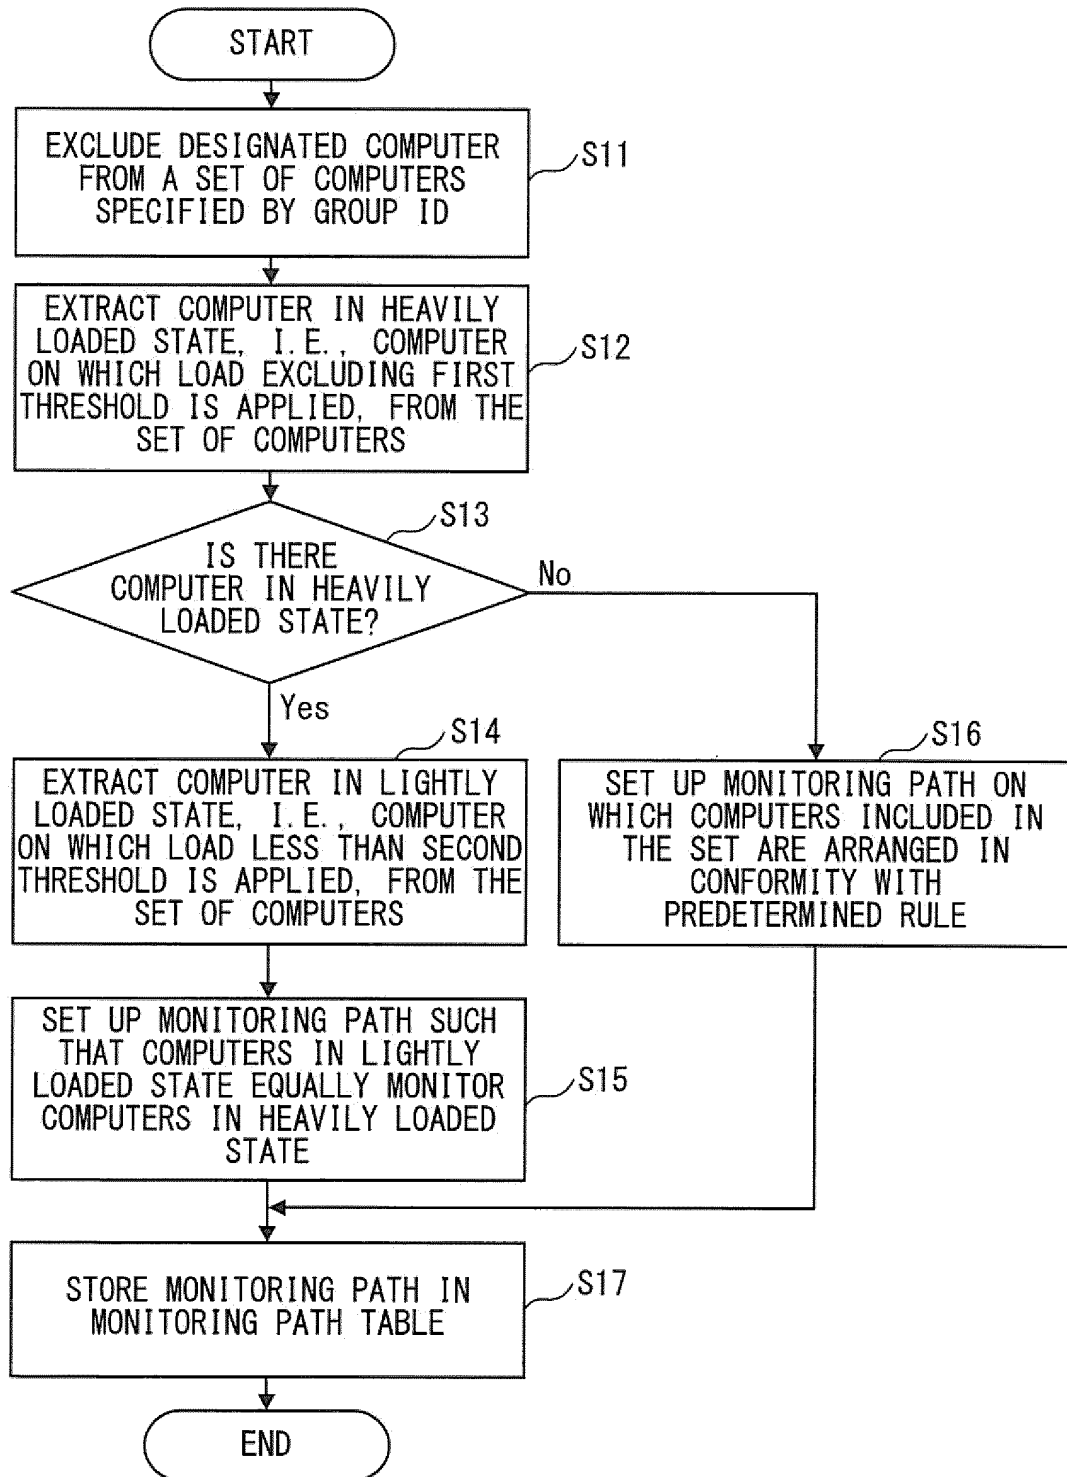 START
EXCLUDE DESIGNATED COMPUTER
FROM A SET OF COMPUTERS
SPECIFIED BY GROUP ID
S11
EXTRACT COMPUTER IN HEAVILY
LOADED STATE, I.E., COMPUTER
ON WHICH LOAD EXCLUDING FIRST
THRESHOLD IS APPLIED, FROM THE
SET OF COMPUTERS
S12
S13
IS THERE
COMPUTER IN HEAVILY
LOADED STATE?
No
Yes
S14
EXTRACT COMPUTER IN LIGHTLY
LOADED STATE, I.E., COMPUTER
ON WHICH LOAD LESS THAN SECOND
THRESHOLD IS APPLIED, FROM THE
SET OF COMPUTERS
S16
SET UP MONITORING PATH ON
WHICH COMPUTERS INCLUDED IN
THE SET ARE ARRANGED IN
CONFORMITY WITH
PREDETERMINED RULE
SET UP MONITORING PATH SUCH
THAT COMPUTERS IN LIGHTLY
LOADED STATE EQUALLY MONITOR
COMPUTERS IN HEAVILY LOADED
STATE
S15
STORE MONITORING PATH IN
MONITORING PATH TABLE
S17
END